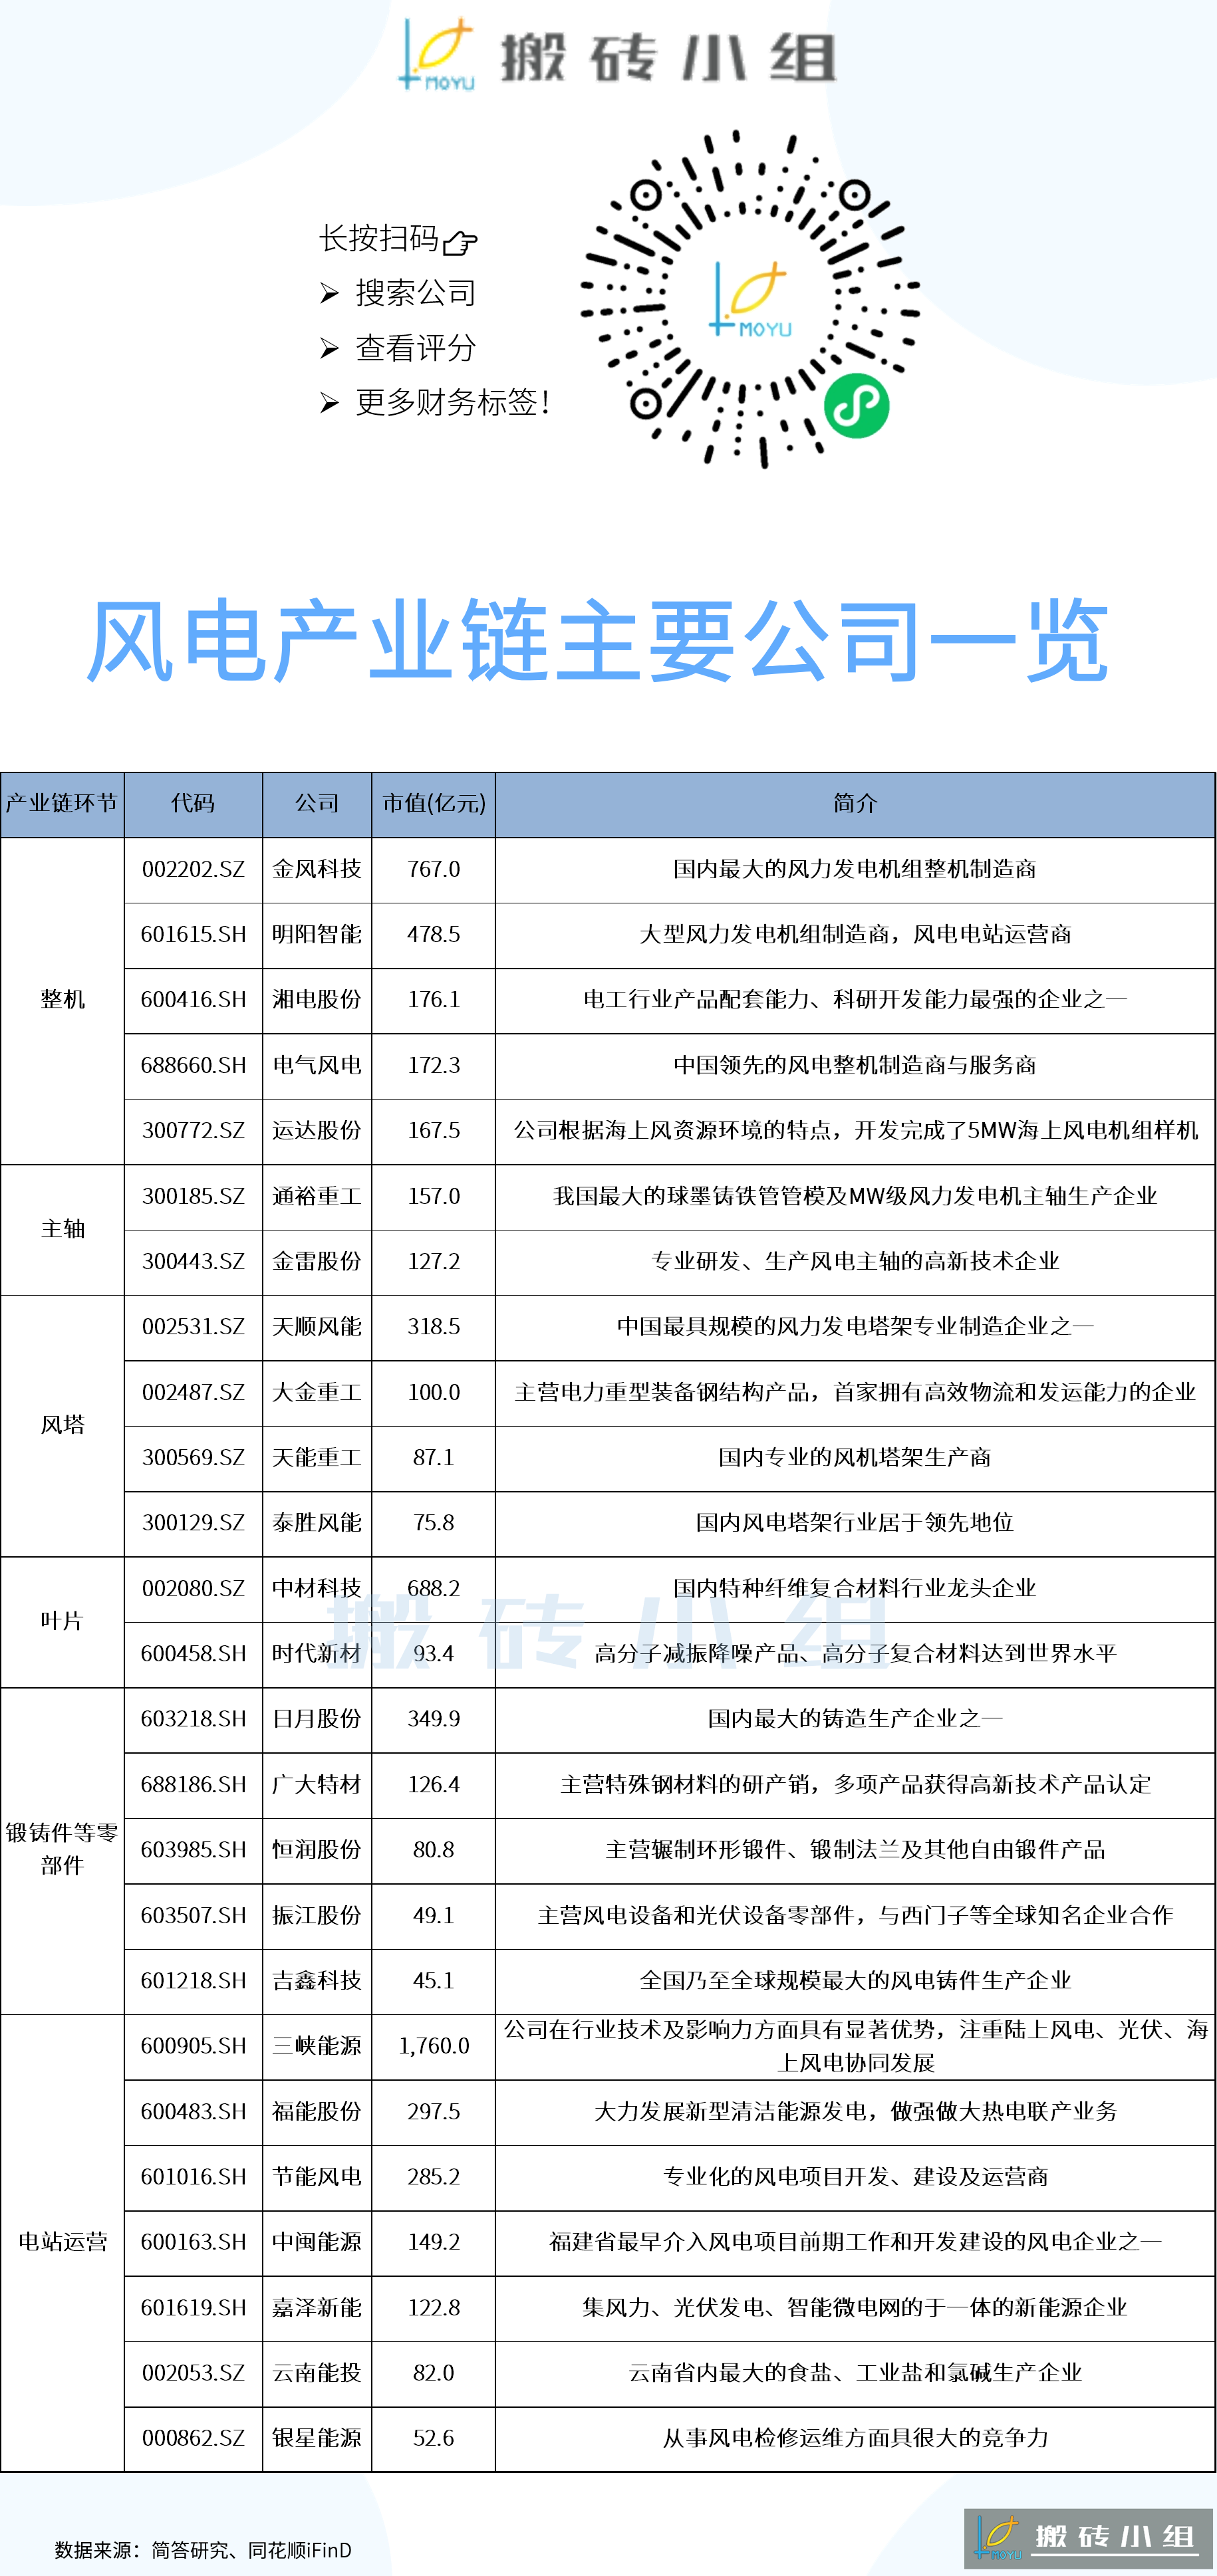 MOYU 搬砖小组
长按扫码
搜索公司
查看评分
更多财务标签！
MOYU
风电产业链主要公司一览
产业链环节 代码 公司 市值(亿元) 简介
整机
002202.SZ 金风科技 767.0 国内最大的风力发电机组整机制造商
601615.SH 明阳智能 478.5 大型风力发电机组制造商，风电电站运营商
600416.SH 湘电股份 176.1 电工行业产品配套能力、科研开发能力最强的企业之一
688660.SH 电气风电 172.3 中国领先的风电整机制造商与服务商
300772.SZ 运达股份 167.5 公司根据海上风资源环境的特点，开发完成了5MW海上风电机组样机
主轴
300185.SZ 通裕重工 157.0 我国最大的球墨铸铁管管模及MW级风力发电机主轴生产企业
300443.SZ 金雷股份 127.2 专业研发、生产风电主轴的高新技术企业
风塔
002531.SZ 天顺风能 318.5 中国最具规模的风力发电塔架专业制造企业之一
002487.SZ 大金重工 100.0 主营电力重型装备钢结构产品，首家拥有高效物流和发运能力的企业
300569.SZ 天能重工 87.1 国内专业的风机塔架生产商
300129.SZ 泰胜风能 75.8 国内风电塔架行业居于领先地位
叶片
002080.SZ 中材科技 688.2 国内特种纤维复合材料行业龙头企业
搬砖小组
600458.SH 时代新材 93.4 高分子减振降噪产品、高分子复合材料达到世界水平
锻铸件等零
部件
603218.SH 日月股份 349.9 国内最大的铸造生产企业之一
688186.SH 广大特材 126.4 主营特殊钢材料的研产销，多项产品获得高新技术产品认定
603985.SH 恒润股份 80.8 主营辗制环形锻件、锻制法兰及其他自由锻件产品
603507.SH 振江股份 49.1 主营风电设备和光伏设备零部件，与西门子等全球知名企业合作
601218.SH 吉鑫科技 45.1 全国乃至全球规模最大的风电铸件生产企业
电站运营
600905.SH 三峡能源 1,760.0 公司在行业技术及影响力方面具有显著优势，注重陆上风电、光伏、海
上风电协同发展
600483.SH 福能股份 297.5 大力发展新型清洁能源发电，做强做大热电联产业务
601016.SH 节能风电 285.2 专业化的风电项目开发、建设及运营商
600163.SH 中闽能源 149.2 福建省最早介入风电项目前期工作和开发建设的风电企业之一
601619.SH 嘉泽新能 122.8 集风力、光伏发电、智能微电网的于一体的新能源企业
002053.SZ 云南能投 82.0 云南省内最大的食盐、工业盐和氯碱生产企业
000862.SZ 银星能源 52.6 从事风电检修运维方面具很大的竞争力
数据来源：简答研究、同花顺iFinD
MOYU 搬砖小组